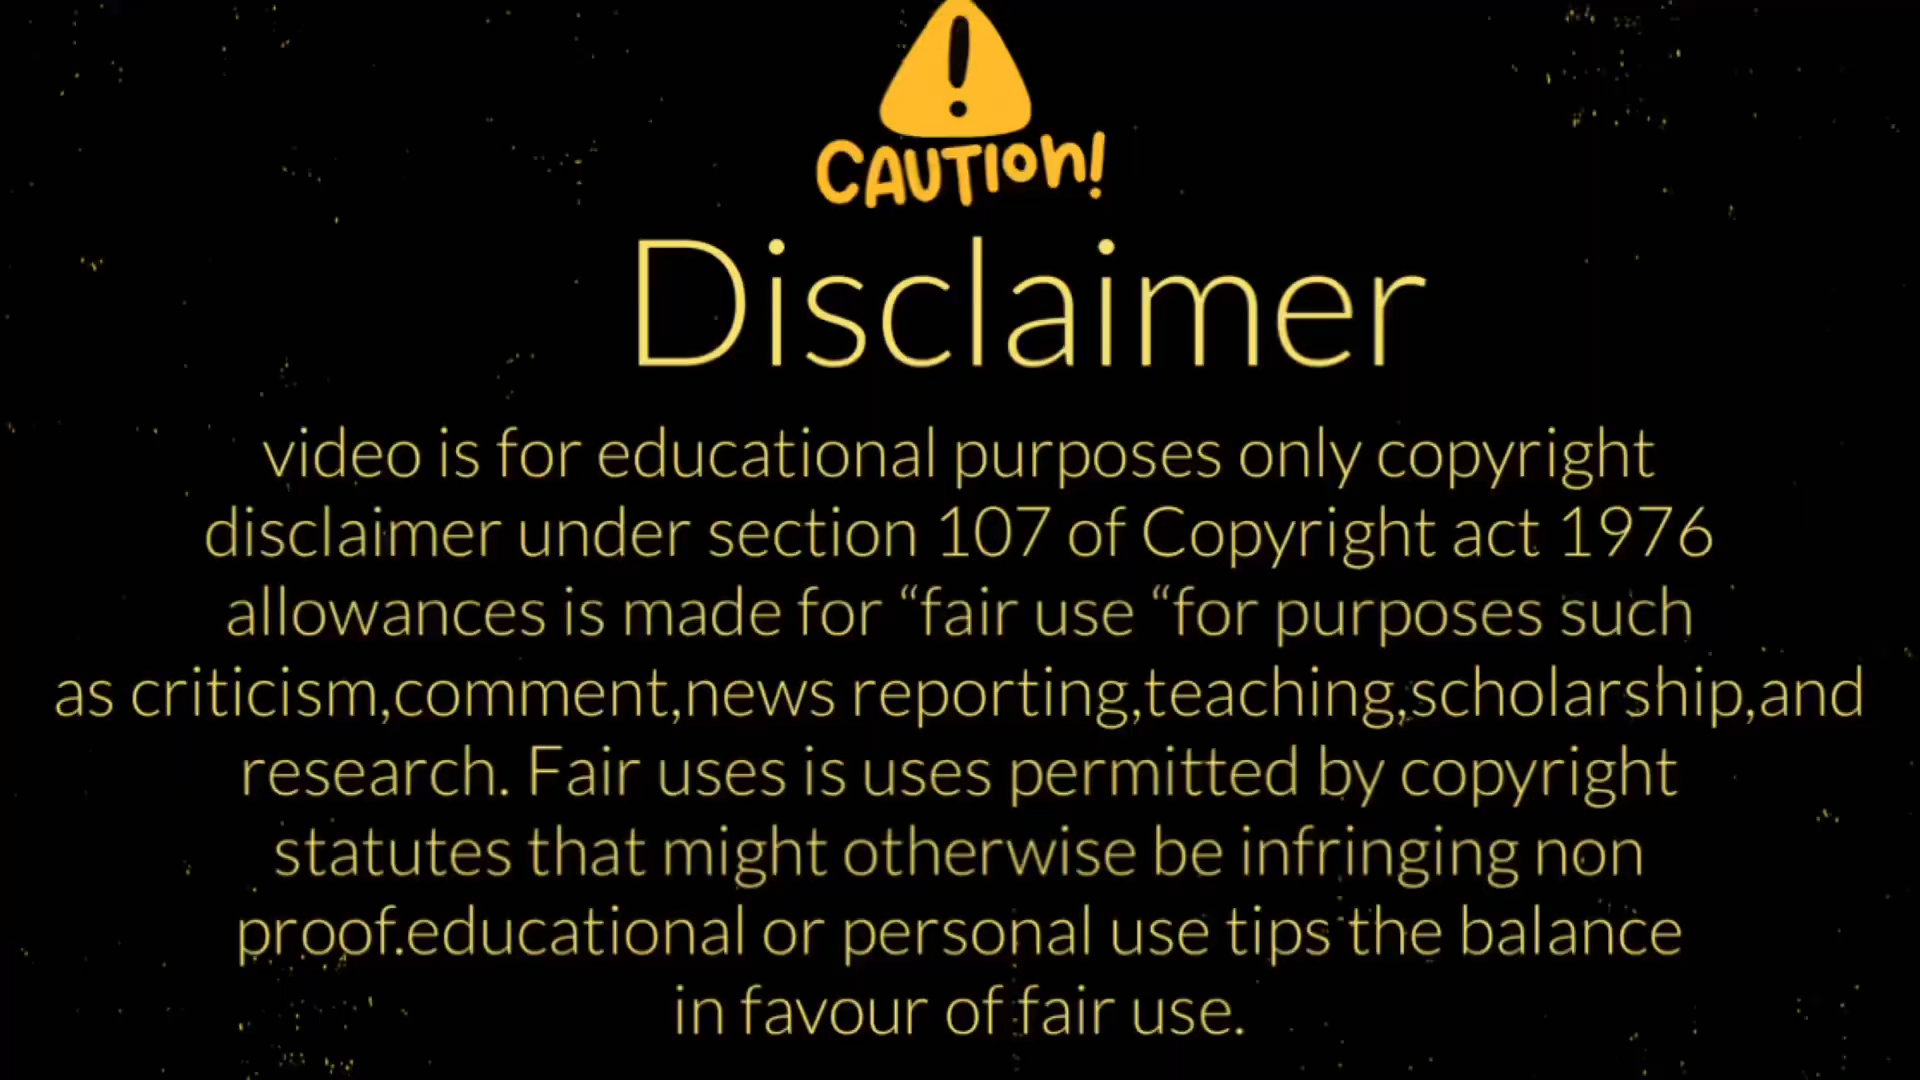 CAUTION!
Disclaimer
video is for educational purposes only copyright
disclaimer under section 107 of Copyright act 1976
allowances is made for “fair use “for purposes such
as criticism,comment,news reporting,teaching,scholarship,and
research. Fair uses is uses permitted by copyright
statutes that might otherwise be infringing non
proof.educational or personal use tips the balance
in favour of fair use.